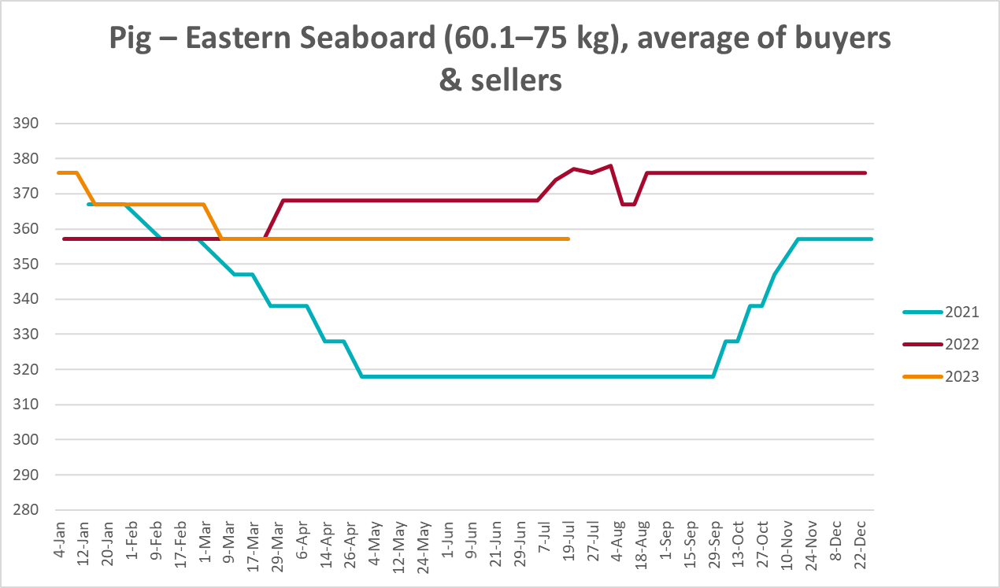 Pig – Eastern Seaboard (60.1–75 kg), average of buyers
& sellers
390
380
370
360
350
340
330
320
310
300
290
280
4-Jan
12-Jan
20-Jan
1-Feb
9-Feb
17-Feb
1-Mar
9-Mar
17-Mar
29-Mar
6-Apr
14-Apr
26-Apr
4-May
12-May
24-May
1-Jun
9-Jun
21-Jun
29-Jun
7-Jul
19-Jul
27-Jul
4-Aug
18-Aug
1-Sep
15-Sep
29-Sep
13-Oct
27-Oct
10-Nov
24-Nov
8-Dec
22-Dec
2021
2022
2023